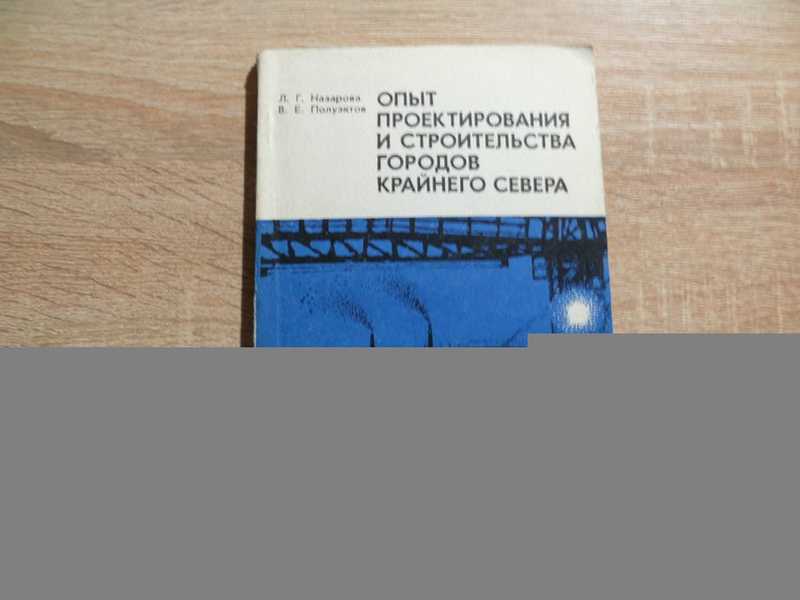 Л. Г. Назарова
В. Е. Полуэктов
ОПЫТ
ПРОЕКТИРОВАНИЯ
И СТРОИТЕЛЬСТВА
ГОРОДОВ
КРАЙНЕГО СЕВЕРА